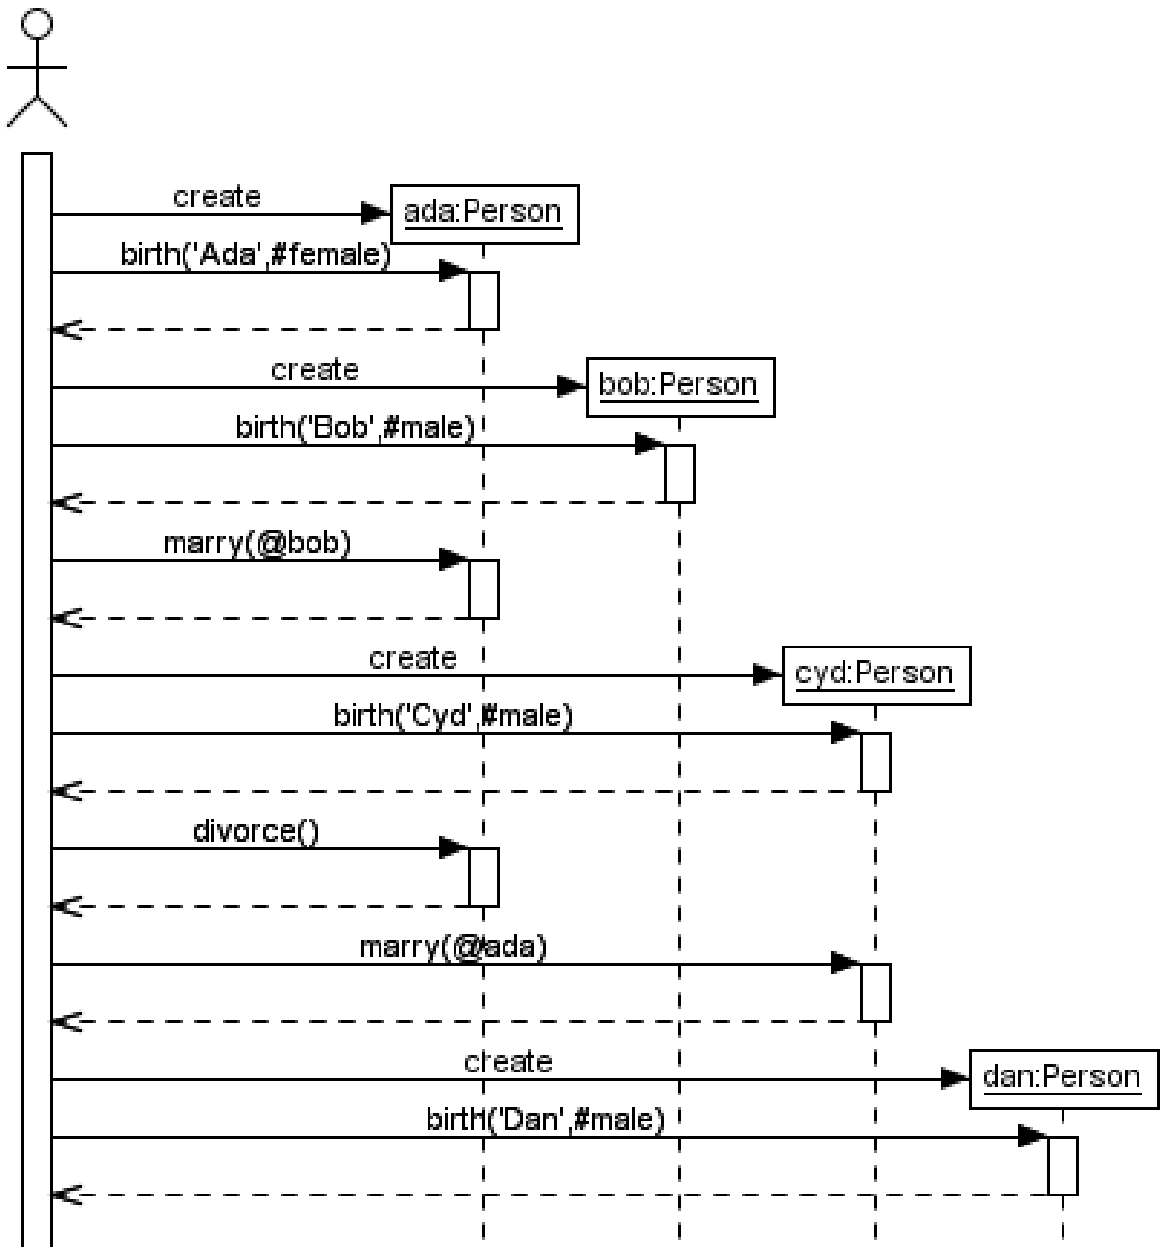 create
ada:Person
birth('Ada',#female)
create
bob:Person
birth('Bob',#male)
marry(@bob)
create
cyd:Person
birth('Cyd',#male)
divorce()
marry(@ada)
create
dan:Person
birth('Dan',#male)